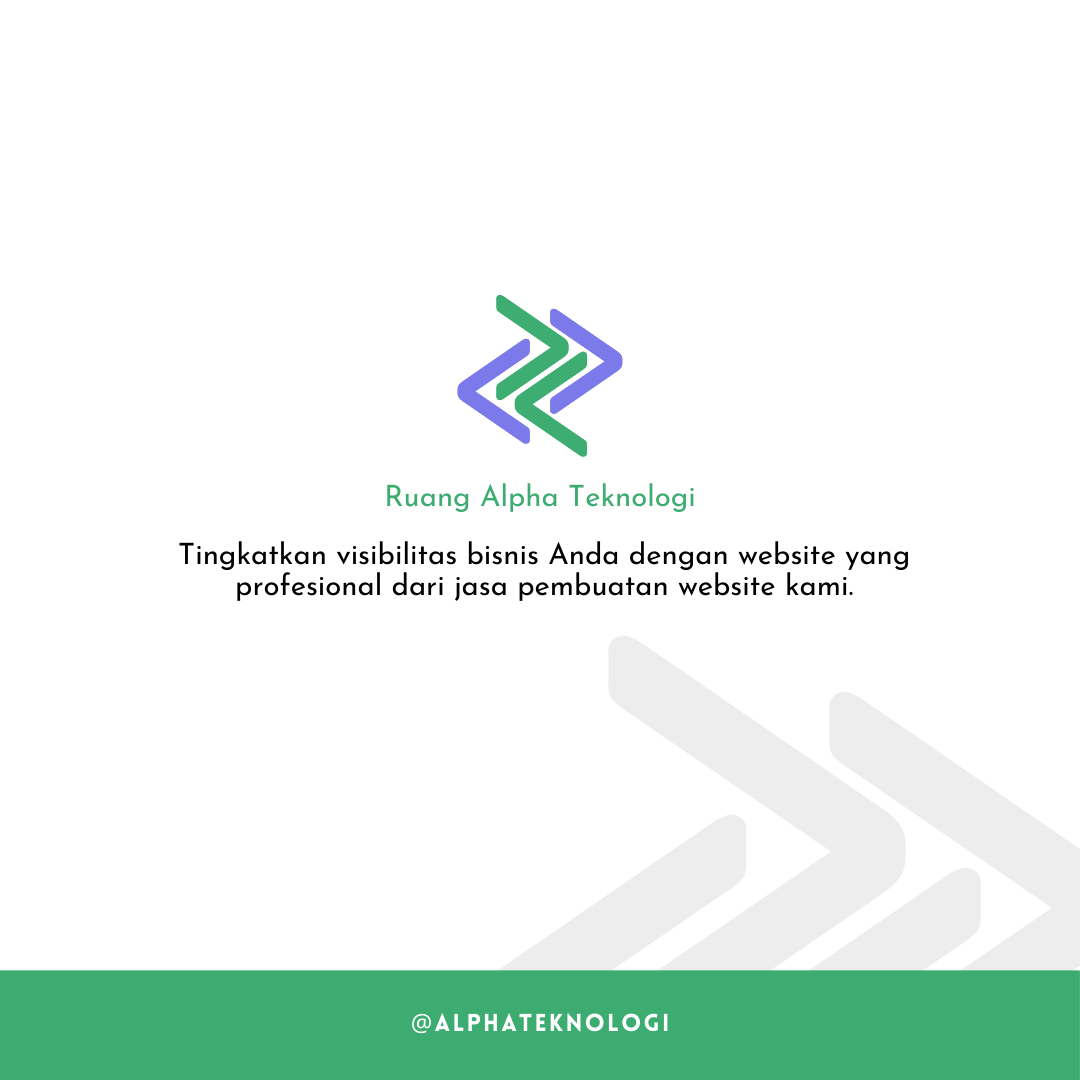 Ruang Alpha Teknologi
Tingkatkan visibilitas bisnis Anda dengan website yang
profesional dari jasa pembuatan website kami.
@ALPHATEKNOLOGI